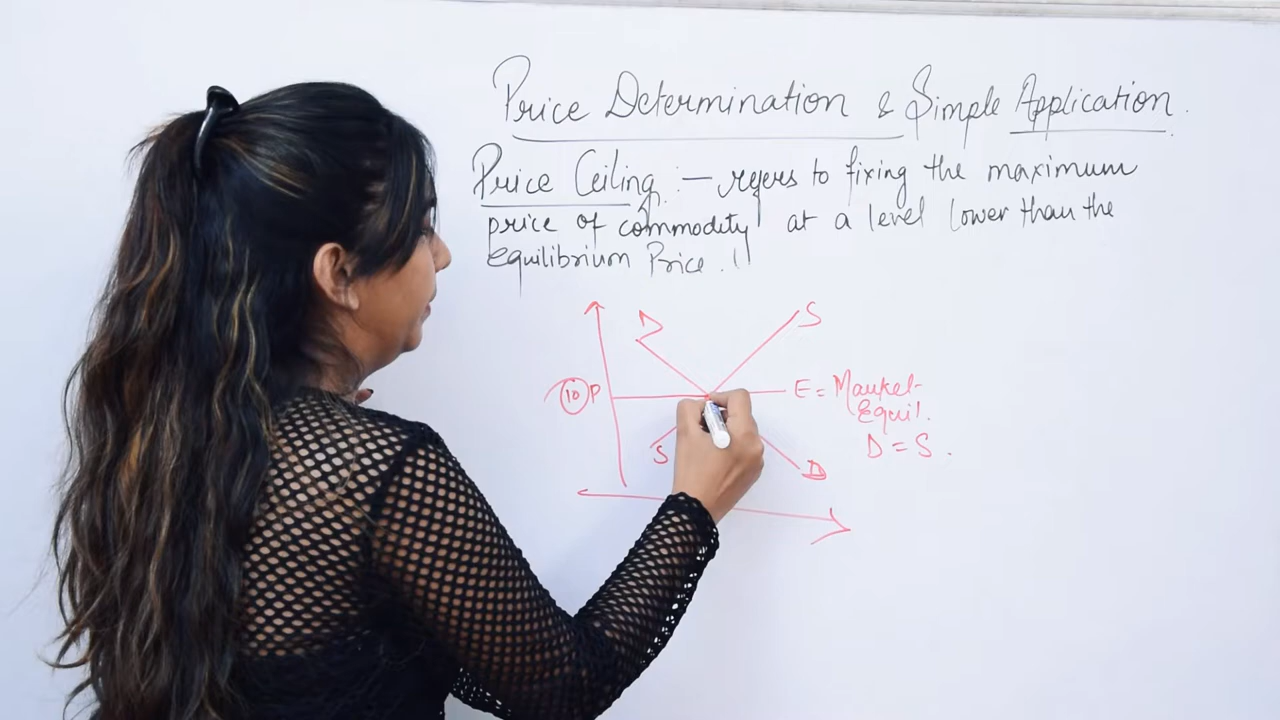 Price Determination & Simple Application.
Price Ceiling :- refers to fixing the maximum
price of commodity at a level lower than the
equilibrium Price.
D
S
10 P
E = Market
Equil.
D = S.
S
D